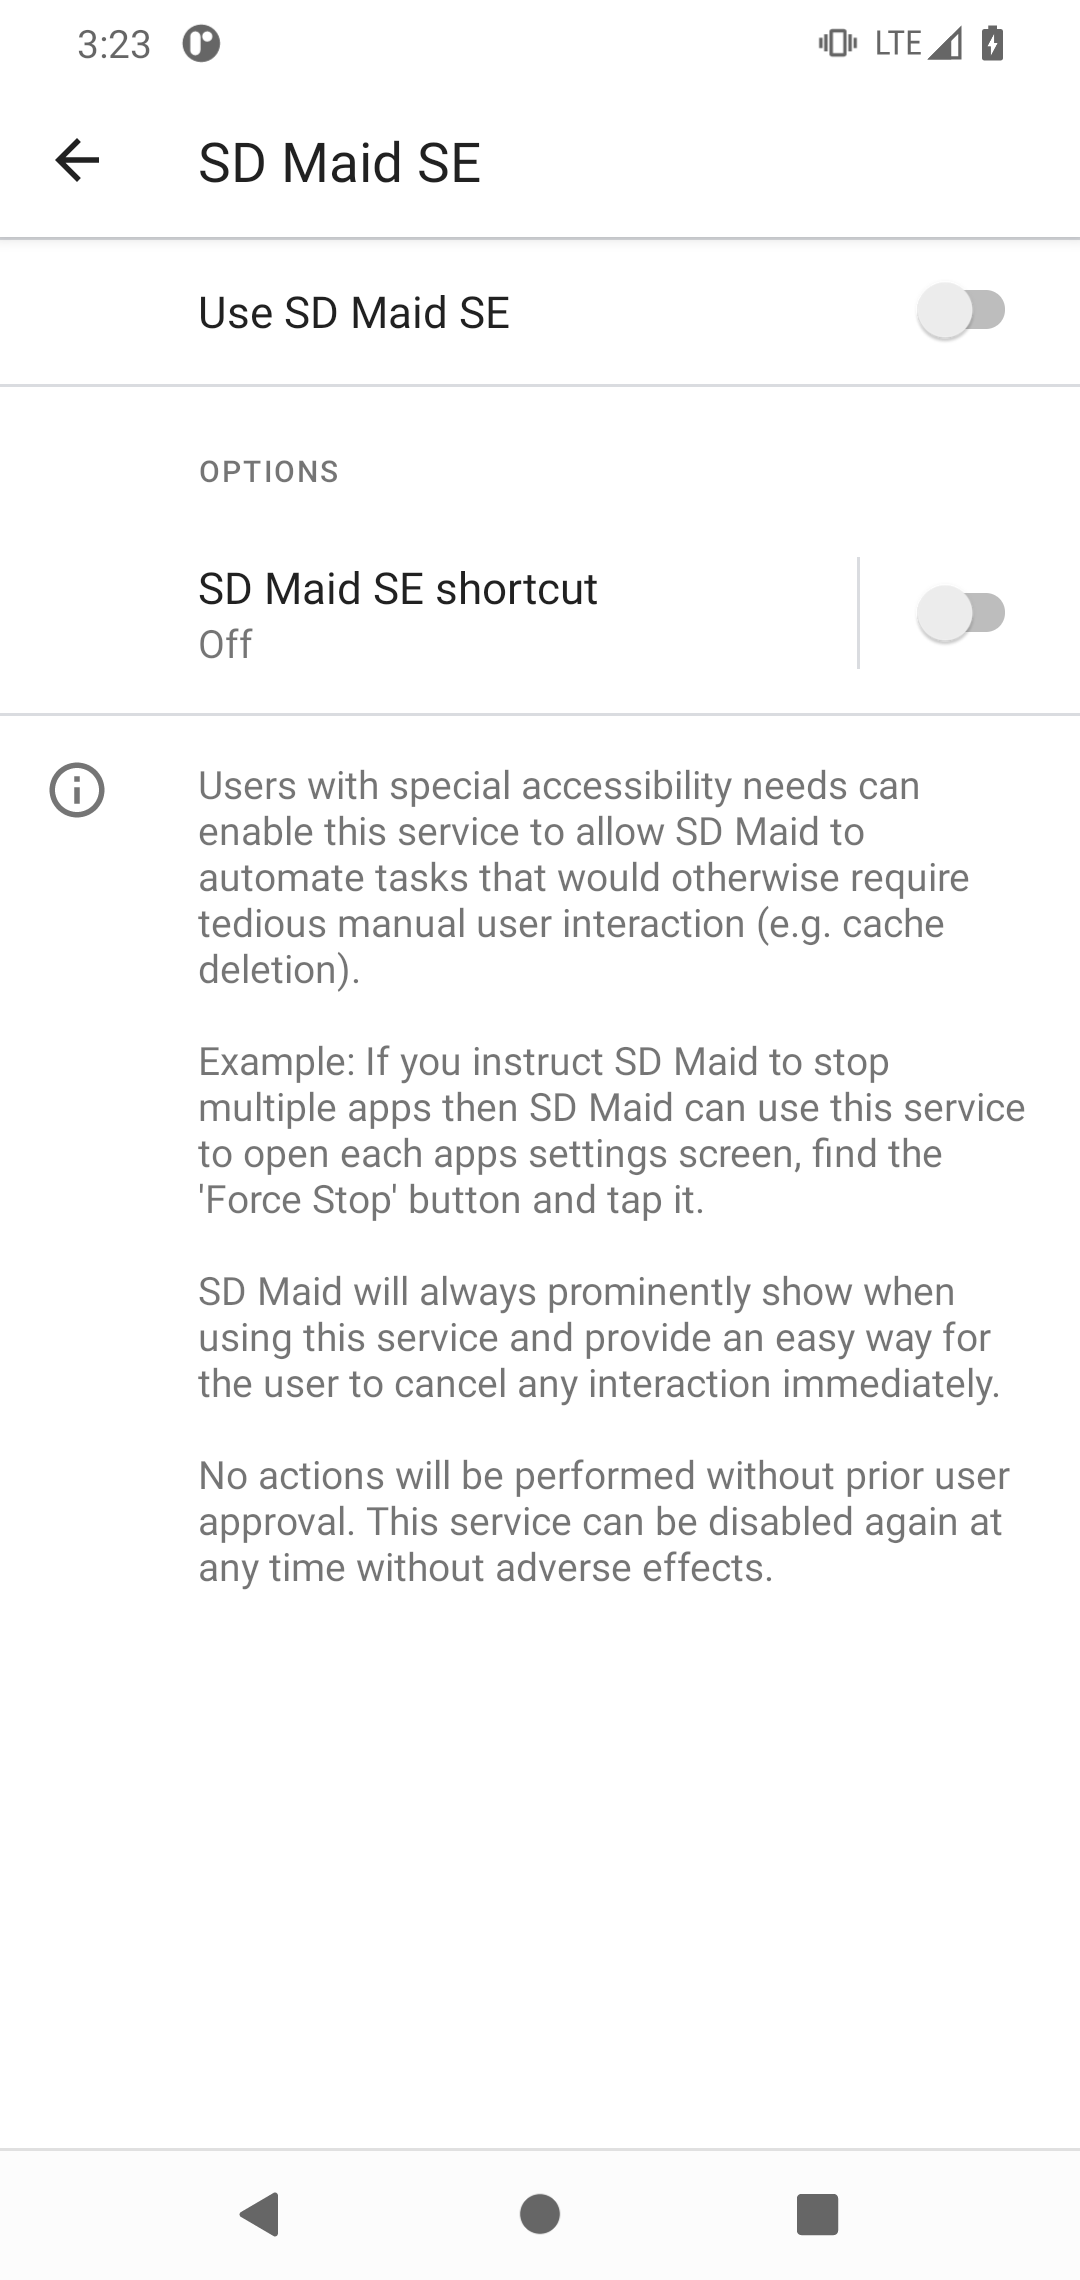 3:23
LTE
SD Maid SE
Use SD Maid SE
OPTIONS
SD Maid SE shortcut
Off
Users with special accessibility needs can
enable this service to allow SD Maid to
automate tasks that would otherwise require
tedious manual user interaction (e.g. cache
deletion).
Example: If you instruct SD Maid to stop
multiple apps then SD Maid can use this service
to open each apps settings screen, find the
'Force Stop' button and tap it.
SD Maid will always prominently show when
using this service and provide an easy way for
the user to cancel any interaction immediately.
No actions will be performed without prior user
approval. This service can be disabled again at
any time without adverse effects.